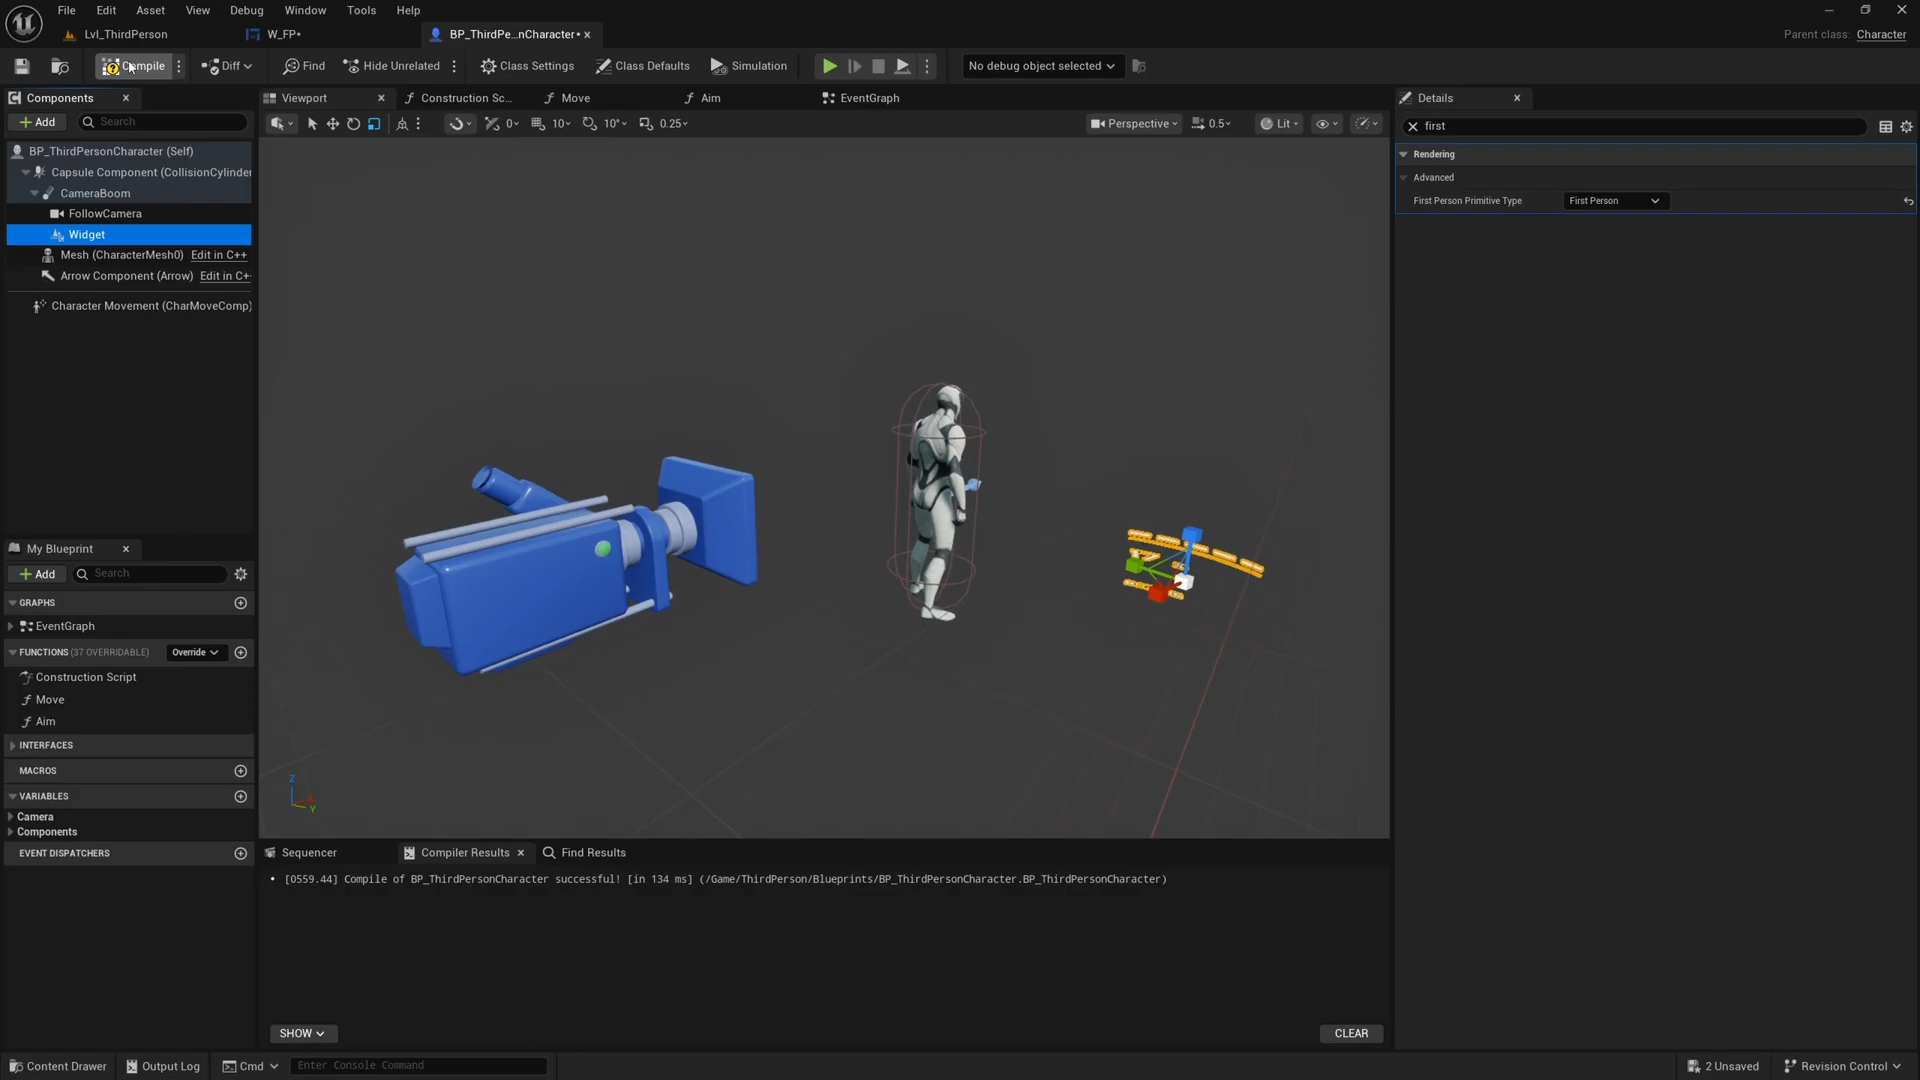 File Edit Asset View Debug Window Tools Help
Lvl_ThirdPerson W_FP* BP_ThirdPe…nCharacter* Parent class: Character
Compile Diff Find Hide Unrelated Class Settings Class Defaults Simulation No debug object selected
Components Viewport Construction Sc… Move Aim EventGraph Details
Add Search 0° 10 10° 0.25 Perspective 0.5 Lit first
BP_ThirdPersonCharacter (Self) Rendering
Capsule Component (CollisionCylinder Advanced
CameraBoom First Person Primitive Type First Person
FollowCamera
Widget
Mesh (CharacterMesh0) Edit in C++
Arrow Component (Arrow) Edit in C+
Character Movement (CharMoveComp)
My Blueprint
Add Search
GRAPHS
EventGraph
FUNCTIONS (37 OVERRIDABLE) Override
Construction Script
Move
Aim
INTERFACES
MACROS
VARIABLES
Camera
Components
EVENT DISPATCHERS
Z
Y
Sequencer Compiler Results Find Results
[0559.44] Compile of BP_ThirdPersonCharacter successful! [in 134 ms] (/Game/ThirdPerson/Blueprints/BP_ThirdPersonCharacter.BP_ThirdPersonCharacter)
SHOW CLEAR
Content Drawer Output Log Cmd Enter Console Command 2 Unsaved Revision Control